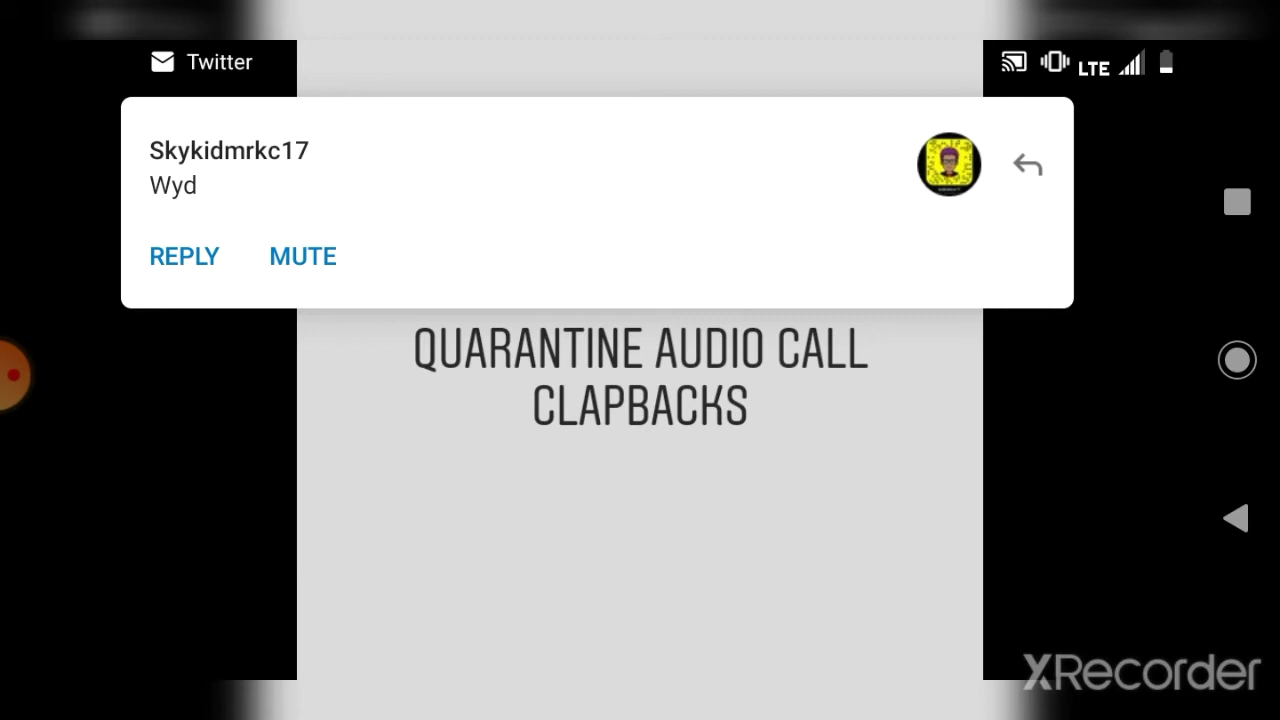 Twitter
LTE
Skykidmrkc17
Wyd
REPLY MUTE
QUARANTINE AUDIO CALL
CLAPBACKS
XRecorder